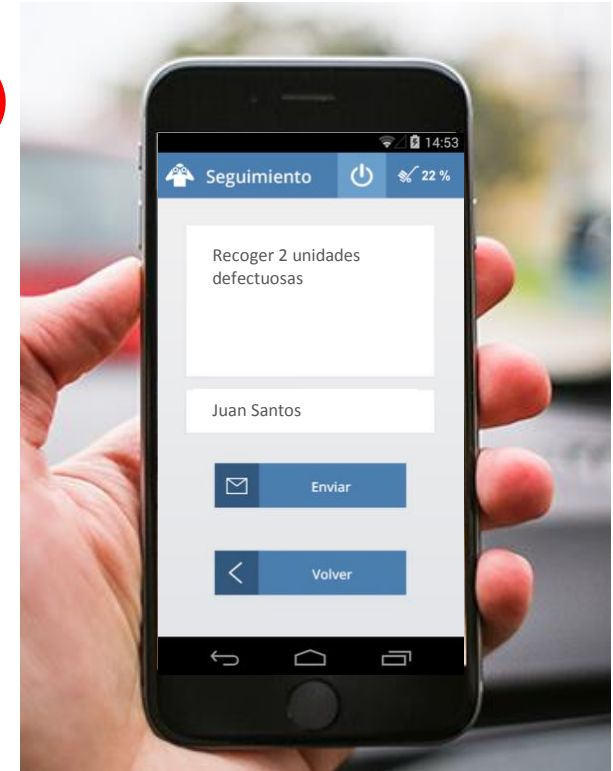 14:53
Seguimiento
22 %
Recoger 2 unidades
defectuosas
Juan Santos
Enviar
Volver